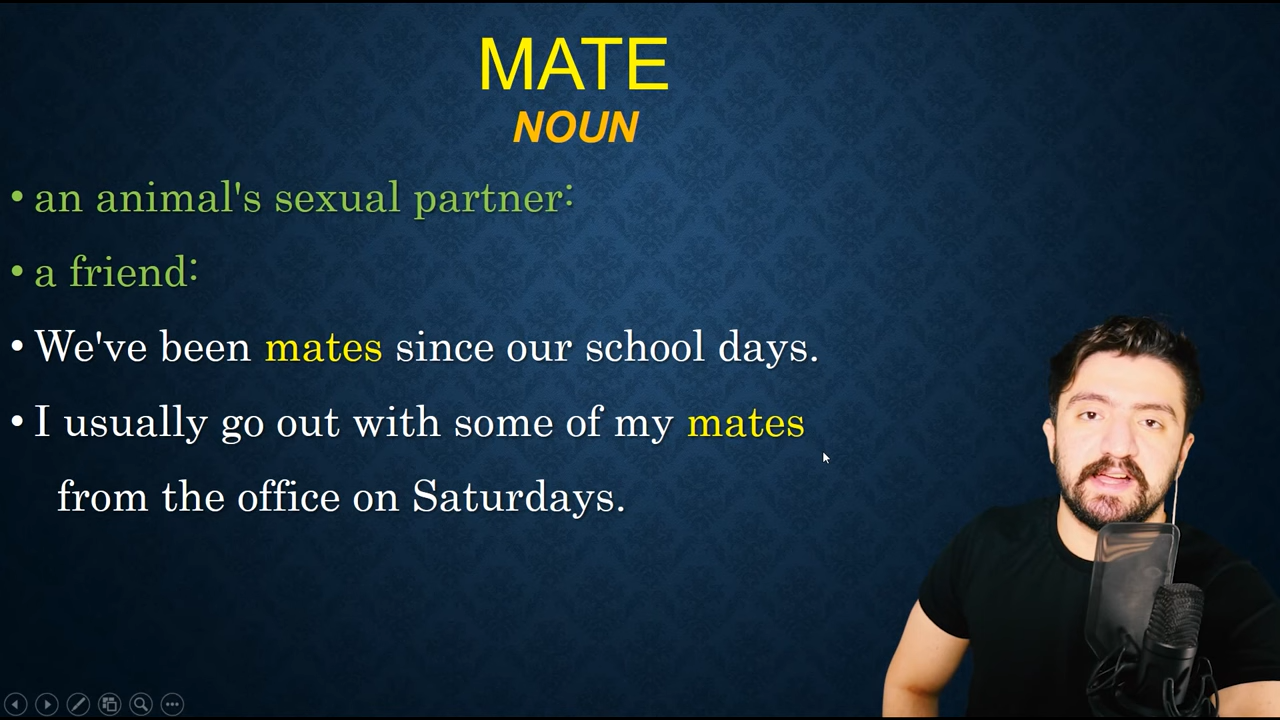 MATE
NOUN
• an animal's sexual partner:
• a friend:
• We've been mates since our school days.
• I usually go out with some of my mates
from the office on Saturdays.